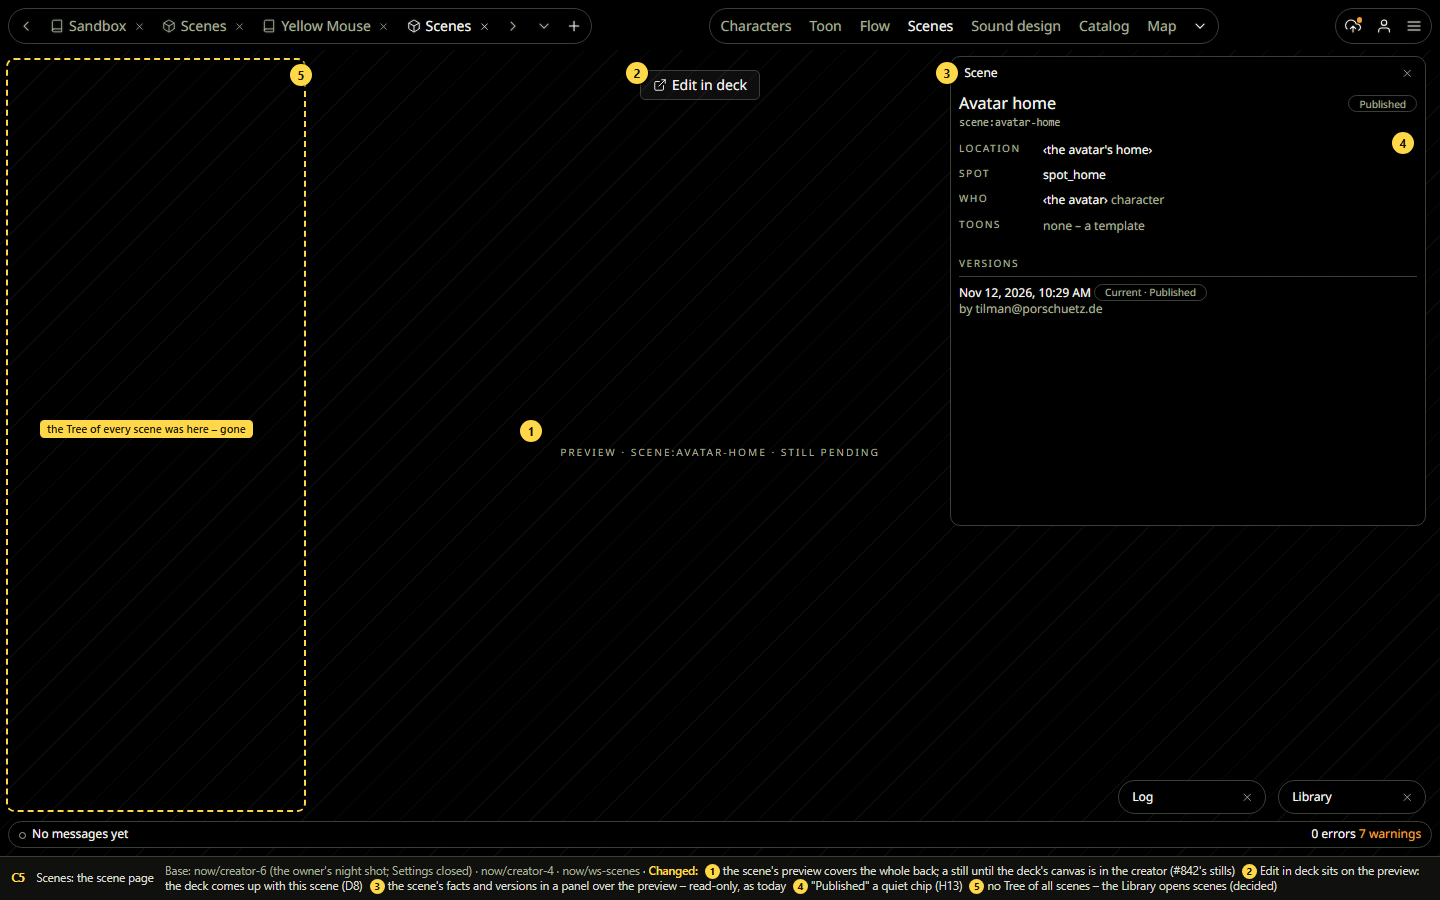 Sandbox
Scenes
Yellow Mouse
Scenes
Characters Toon Flow Scenes Sound design Catalog Map
5
2
Edit in deck
3
Scene
Avatar home
Published
scene:avatar-home
4
LOCATION ‹the avatar's home›
SPOT spot_home
WHO ‹the avatar› character
TOONS none – a template
VERSIONS
Nov 12, 2026, 10:29 AM Current · Published
by tilman@porschuetz.de
the Tree of every scene was here – gone
1
PREVIEW · SCENE:AVATAR-HOME · STILL PENDING
Log
Library
No messages yet
0 errors 7 warnings
C5 Scenes: the scene page
Base: now/creator-6 (the owner's night shot; Settings closed) · now/creator-4 · now/ws-scenes · Changed: 1 the scene's preview covers the whole back; a still until the deck's canvas is in the creator (#842's stills) 2 Edit in deck sits on the preview:
the deck comes up with this scene (D8) 3 the scene's facts and versions in a panel over the preview – read-only, as today 4 "Published" a quiet chip (H13) 5 no Tree of all scenes – the Library opens scenes (decided)